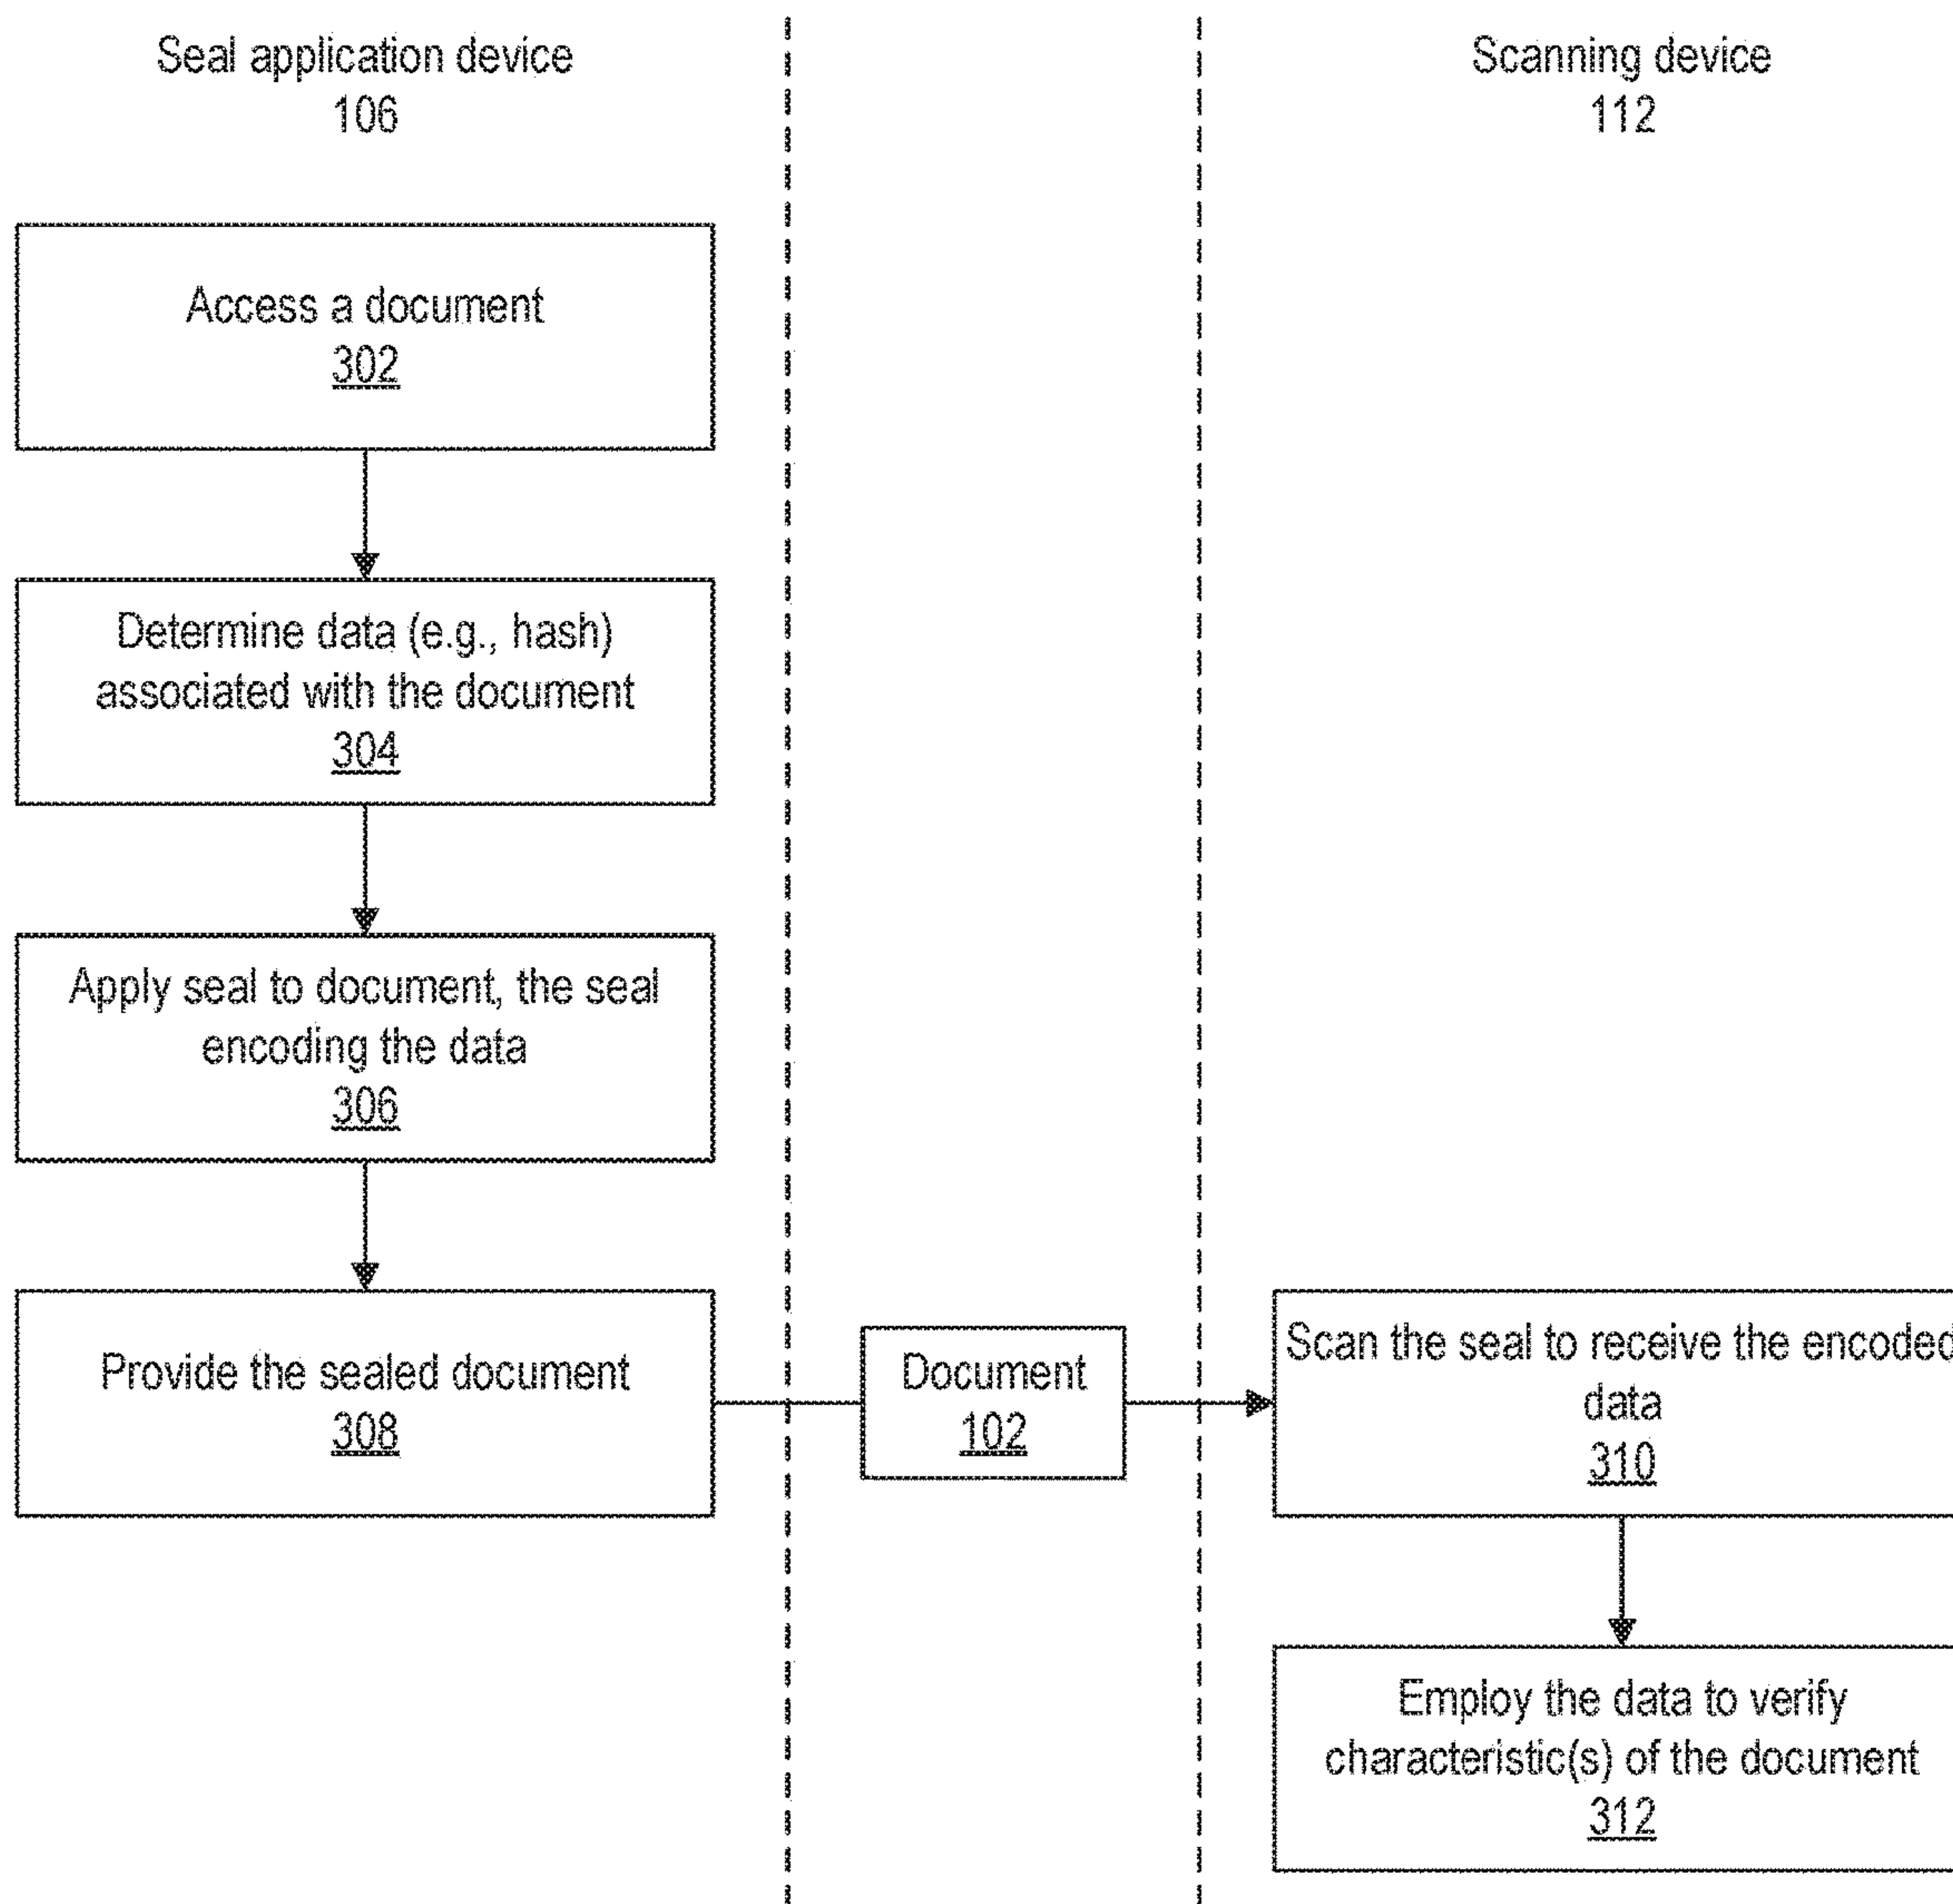 Seal application device
106
Scanning device
112
Access a document
302
Determine data (e.g., hash)
associated with the document
304
Apply seal to document, the seal
encoding the data
306
Provide the sealed document
308
Document
102
Scan the seal to receive the encoded
data
310
Employ the data to verify
characteristic(s) of the document
312